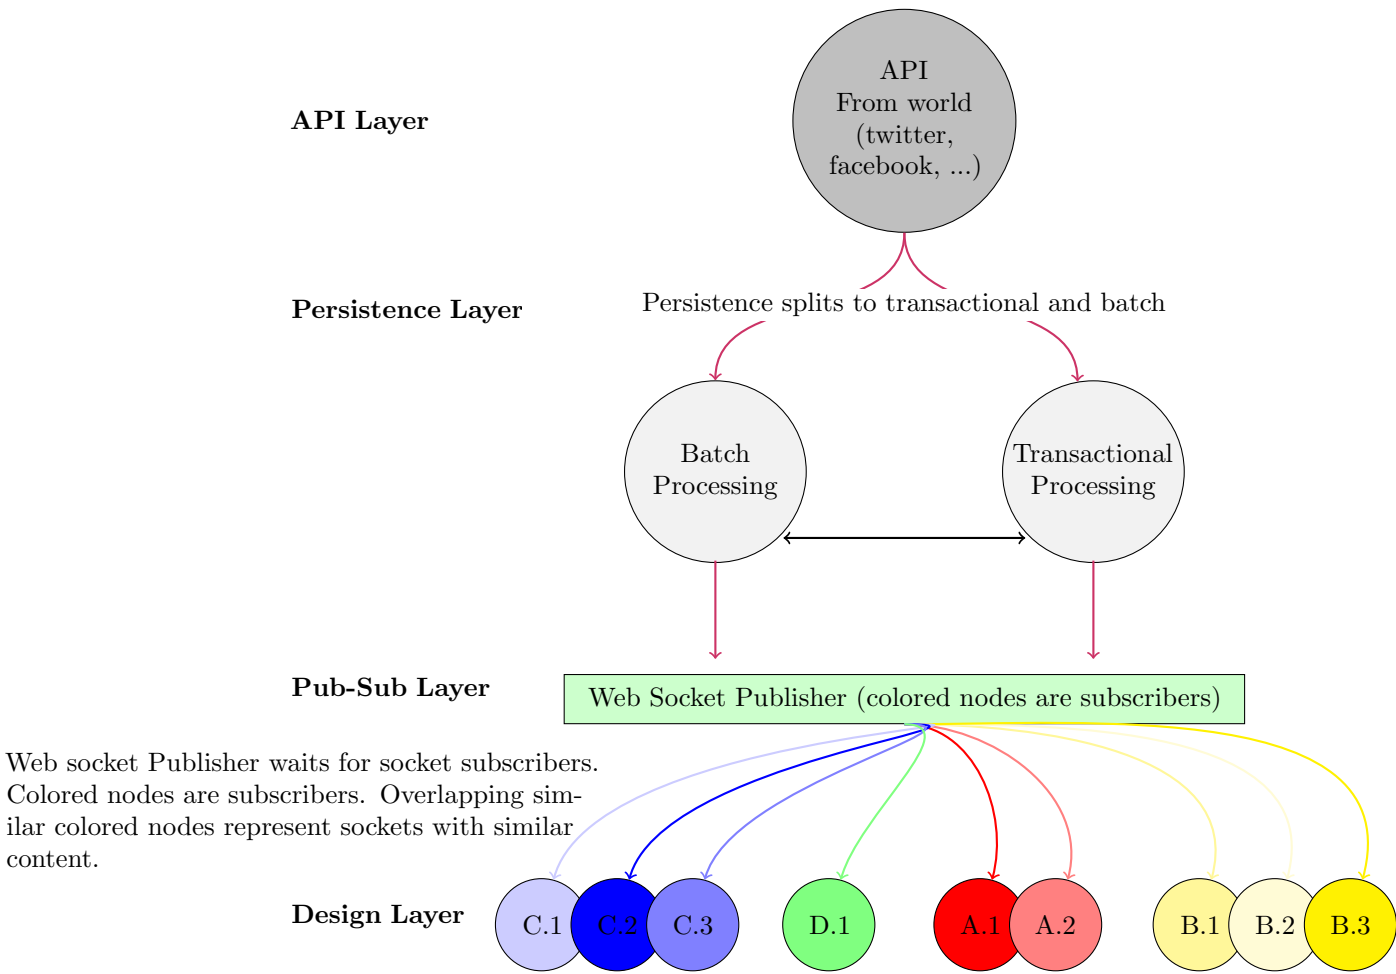 API
From world
(twitter,
facebook, ...)
API Layer
Persistence Layer
Persistence splits to transactional and batch
Batch
Processing
Transactional
Processing
Pub-Sub Layer
Web Socket Publisher (colored nodes are subscribers)
Web socket Publisher waits for socket subscribers.
Colored nodes are subscribers. Overlapping sim-
ilar colored nodes represent sockets with similar
content.
Design Layer
C.1
C.2
C.3
D.1
A.1
A.2
B.1
B.2
B.3